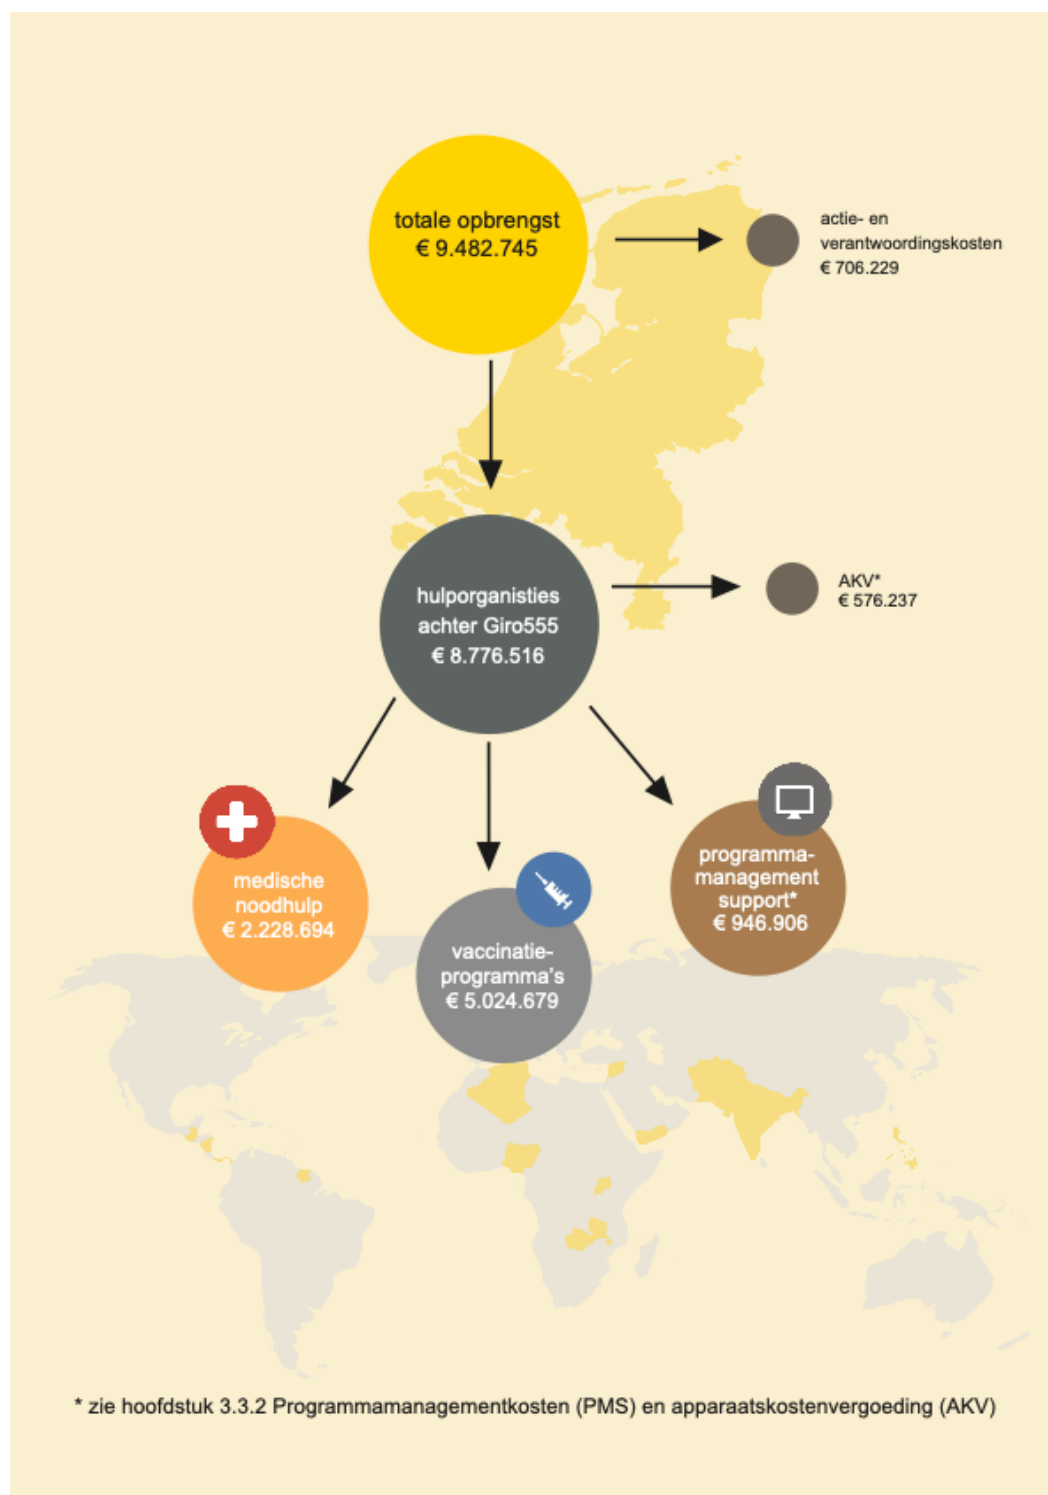 totale opbrengst
€ 9.482.745
actie- en
verantwoordingskosten
€ 706.229
hulporganisties
achter Giro555
€ 8.776.516
AKV*
€ 576.237
medische
noodhulp
€ 2.228.694
vaccinatie-
programma's
€ 5.024.679
programma-
management
support*
€ 946.906
* zie hoofdstuk 3.3.2 Programmamanagementkosten (PMS) en apparaatskostenvergoeding (AKV)